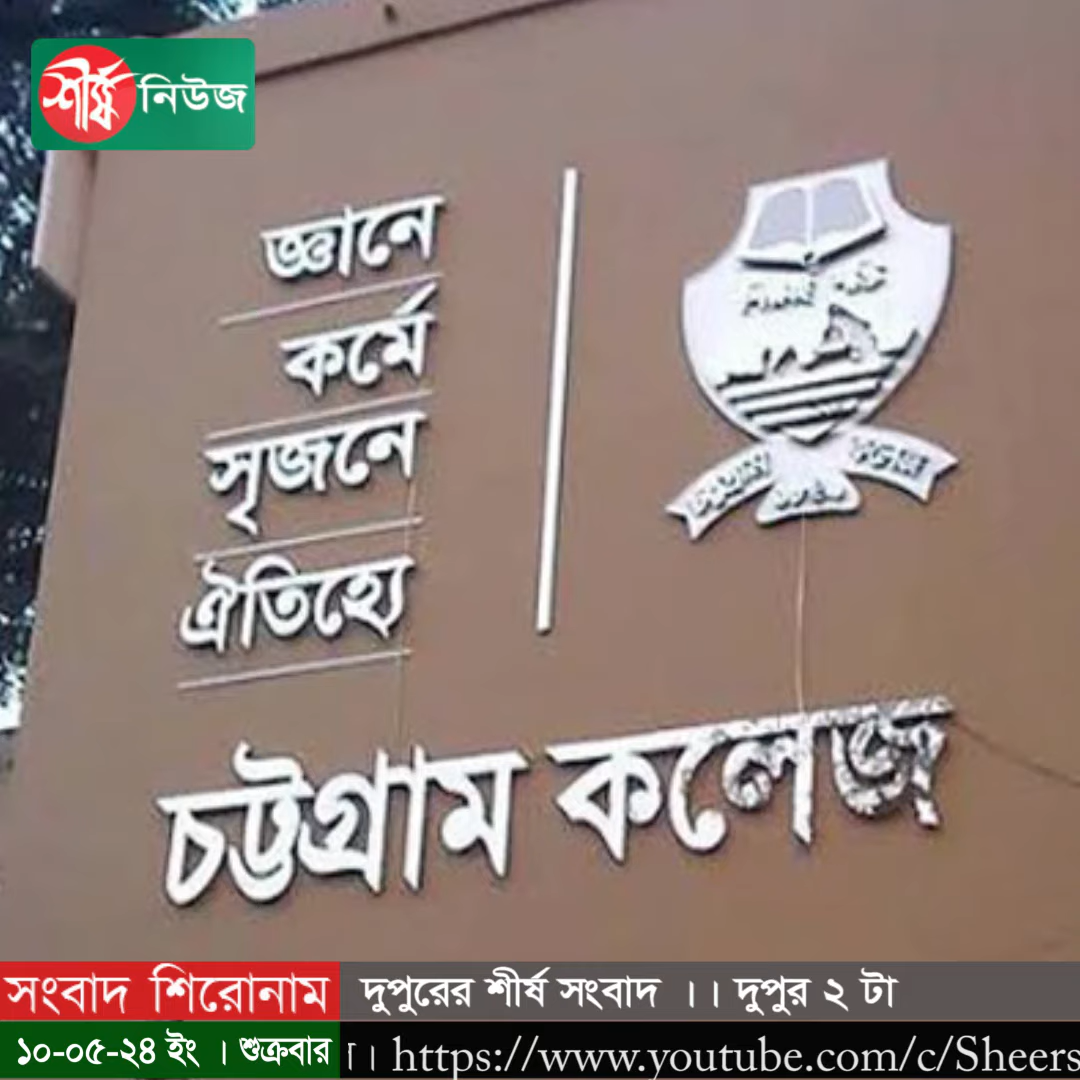 শীর্ষ নিউজ
জ্ঞানে
কর্মে
সৃজনে
ঐতিহ্যে
চট্টগ্রাম কলেজ
সংবাদ শিরোনাম
দুপুরের শীর্ষ সংবাদ ।। দুপুর ২ টা
১০-০৫-২৪ ইং । শুক্রবার
। https://www.youtube.com/c/Sheers